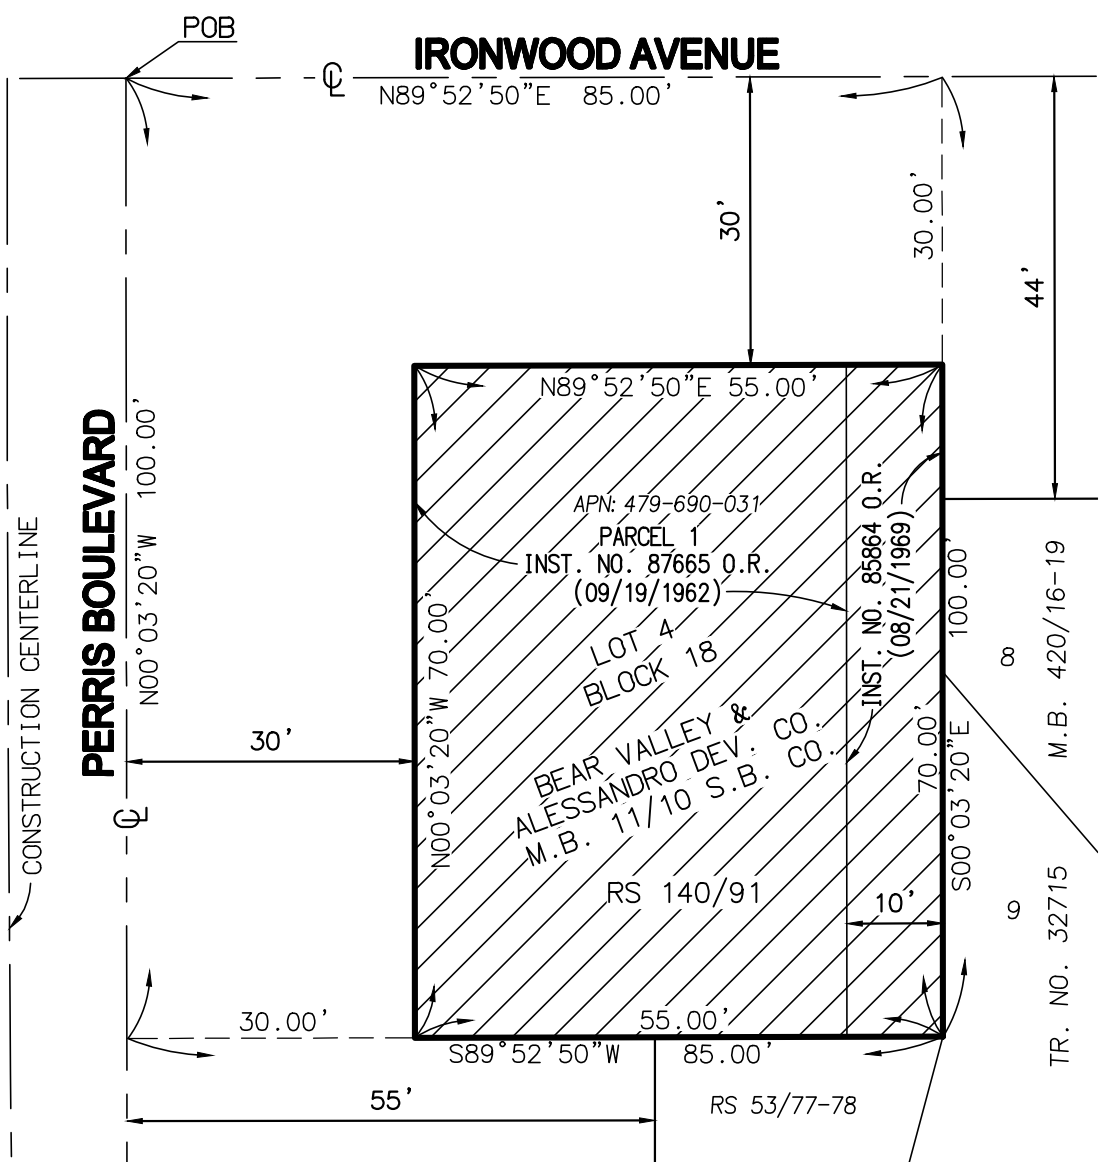 POB
IRONWOOD AVENUE
℄
N89°52'50"E 85.00'
30'
30.00'
44'
N89°52'50"E 55.00'
PERRIS BOULEVARD
N00°03'20"W 100.00'
CONSTRUCTION CENTERLINE
APN: 479-690-031
PARCEL 1
INST. NO. 87665 O.R.
(09/19/1962)
INST. NO. 85864 O.R.
(08/21/1969)
LOT 4
BLOCK 18
BEAR VALLEY &
ALESSANDRO DEV. CO.
M.B. 11/10 S.B. CO.
RS 140/91
30'
℄
N00°03'20"W 70.00'
70.00'
S00°03'20"E 100.00'
10'
8
9
TR. NO. 32715 M.B. 420/16-19
30.00'
55.00'
S89°52'50"W 85.00'
55'
RS 53/77-78